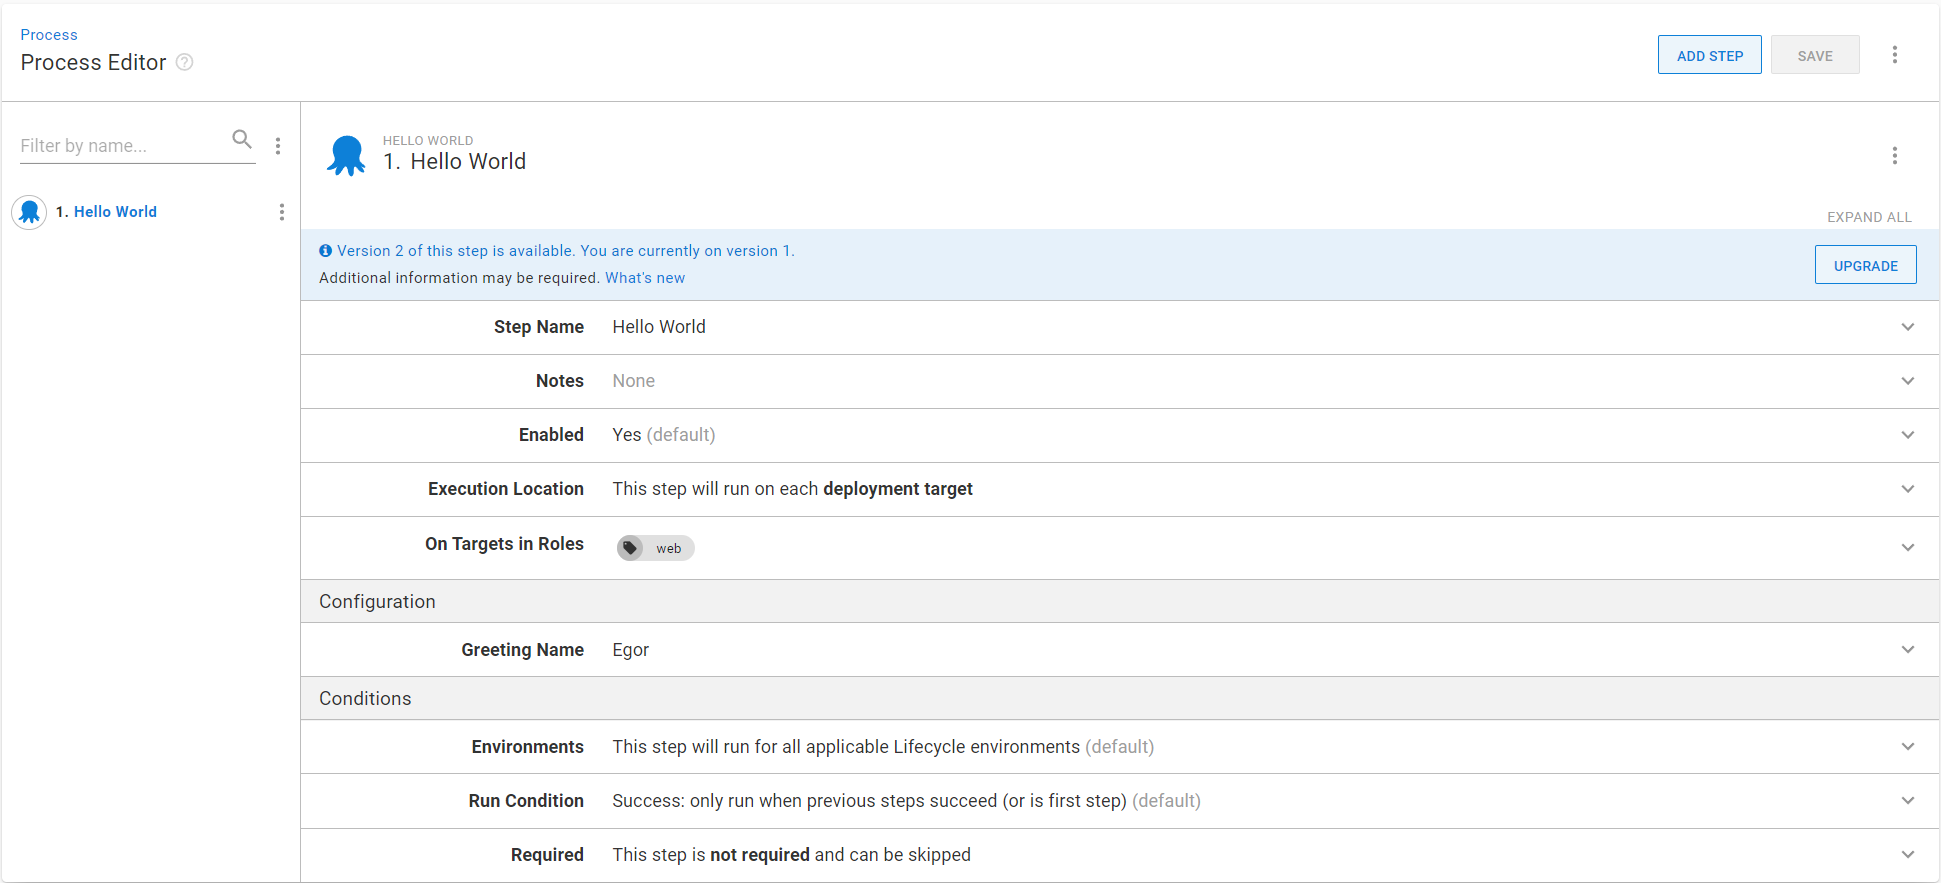 Process
Process Editor
ADD STEP
SAVE
Filter by name...
1. Hello World
HELLO WORLD
1. Hello World
EXPAND ALL
Version 2 of this step is available. You are currently on version 1.
Additional information may be required. What's new
UPGRADE
Step Name Hello World
Notes None
Enabled Yes (default)
Execution Location This step will run on each deployment target
On Targets in Roles web
Configuration
Greeting Name Egor
Conditions
Environments This step will run for all applicable Lifecycle environments (default)
Run Condition Success: only run when previous steps succeed (or is first step) (default)
Required This step is not required and can be skipped